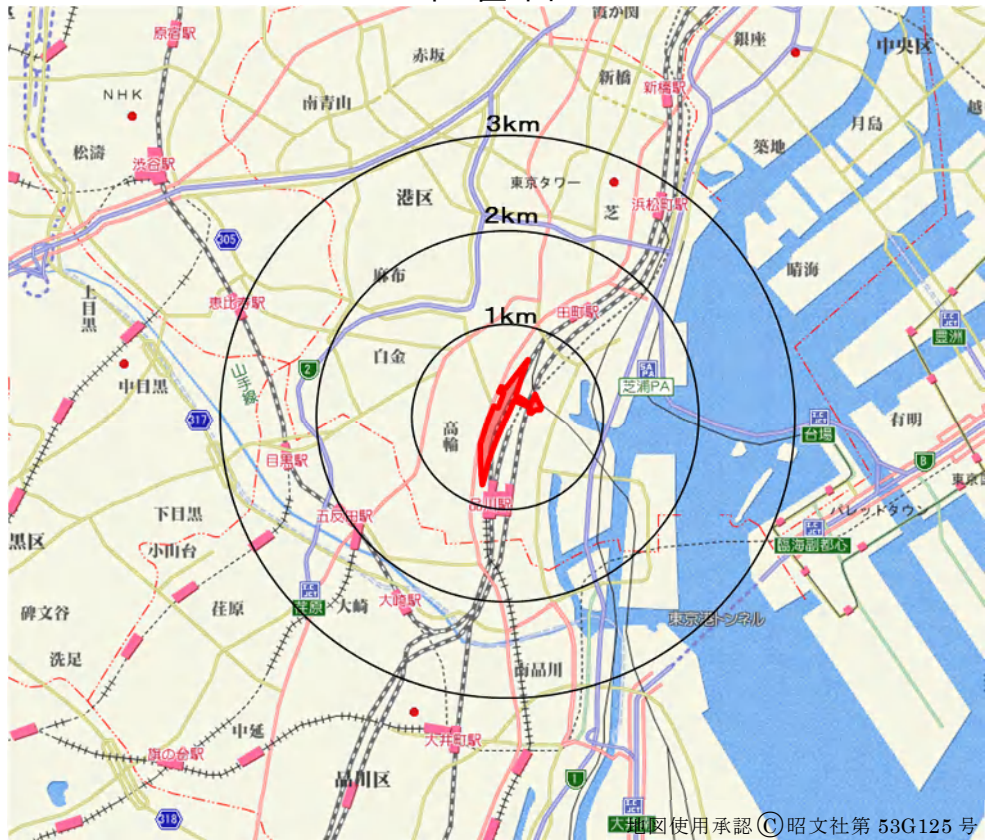 霞が関
銀座
中央区
原宿駅
赤坂
新橋
新橋駅
NHK
南青山
月島
松濤
3km
築地
渋谷駅
東京タワー
港区
芝
浜松町駅
2km
305
晴海
麻布
上目黒
恵比寿駅
田町駅
1km
豊洲
山手線
2
白金
芝浦PA
中目黒
317
高輪
台場
有明
目黒駅
8
品川駅
パレットタウン
下目黒
五反田駅
黒区
小山台
臨海副都心
碑文谷
荏原
荏原
大崎
大崎駅
東京港トンネル
洗足
南品川
中延
旗の台駅
大井町駅
品川区
1
318
地図使用承認Ⓒ昭文社第 53G125 号